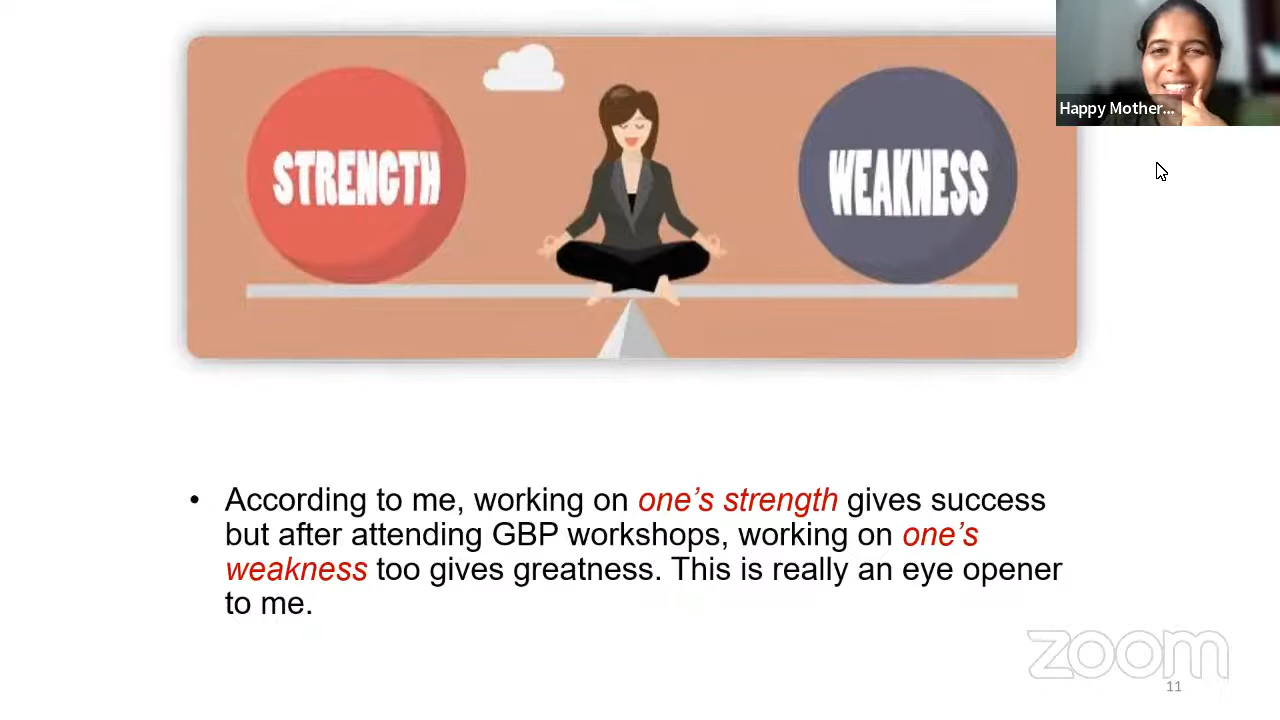 Happy Mother...
STRENGTH
WEAKNESS
• According to me, working on one’s strength gives success
but after attending GBP workshops, working on one’s
weakness too gives greatness. This is really an eye opener
to me.
zoom
11